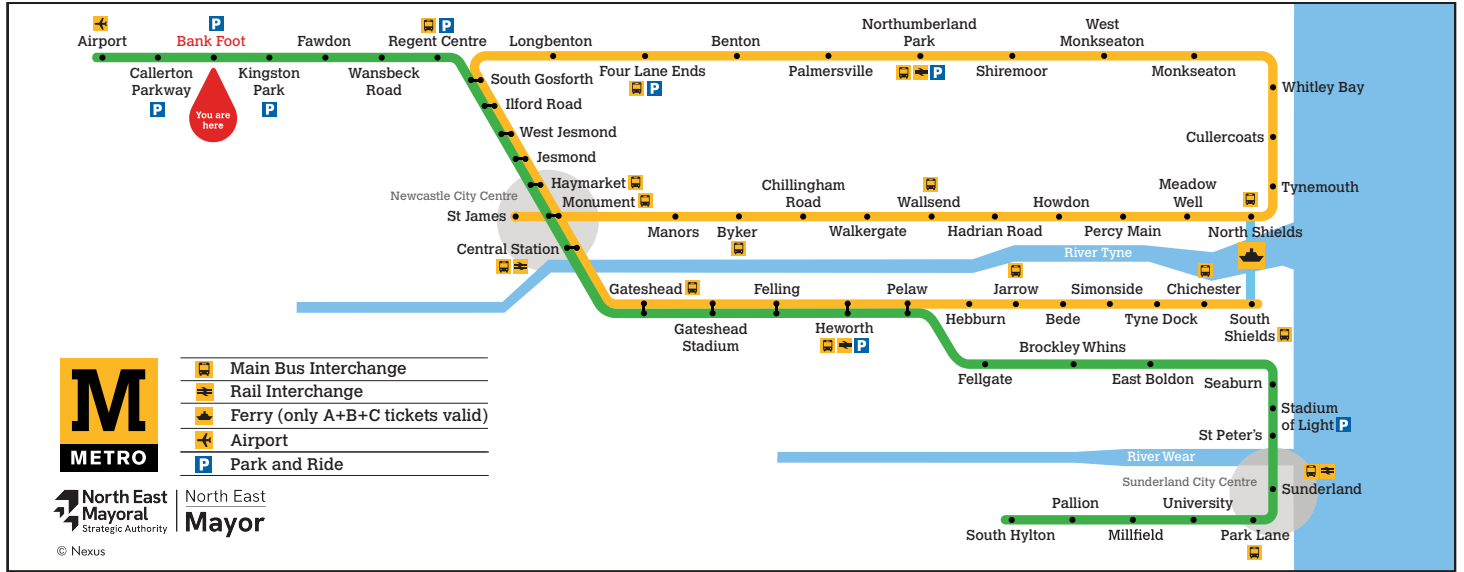 Airport
Callerton
Parkway
P
Bank Foot
P
You are
here
Kingston
Park
P
Fawdon
Wansbeck
Road
P
Regent Centre
South Gosforth
Longbenton
Four Lane Ends
P
Benton
Palmersville
Northumberland
Park
P
Shiremoor
West
Monkseaton
Monkseaton
Whitley Bay
Cullercoats
Tynemouth
Ilford Road
West Jesmond
Jesmond
Newcastle City Centre
Haymarket
Monument
St James
Central Station
Manors
Byker
Chillingham
Road
Walkergate
Wallsend
Hadrian Road
Howdon
Percy Main
Meadow
Well
North Shields
River Tyne
Gateshead
Gateshead
Stadium
Felling
Heworth
P
Pelaw
Hebburn
Jarrow
Bede
Simonside
Tyne Dock
Chichester
South
Shields
Fellgate
Brockley Whins
East Boldon
Seaburn
Stadium
of Light P
St Peter's
River Wear
Sunderland City Centre
Sunderland
Park Lane
University
Millfield
Pallion
South Hylton
M
METRO
Main Bus Interchange
Rail Interchange
Ferry (only A+B+C tickets valid)
Airport
P Park and Ride
North East
Mayoral
Strategic Authority
North East
Mayor
© Nexus